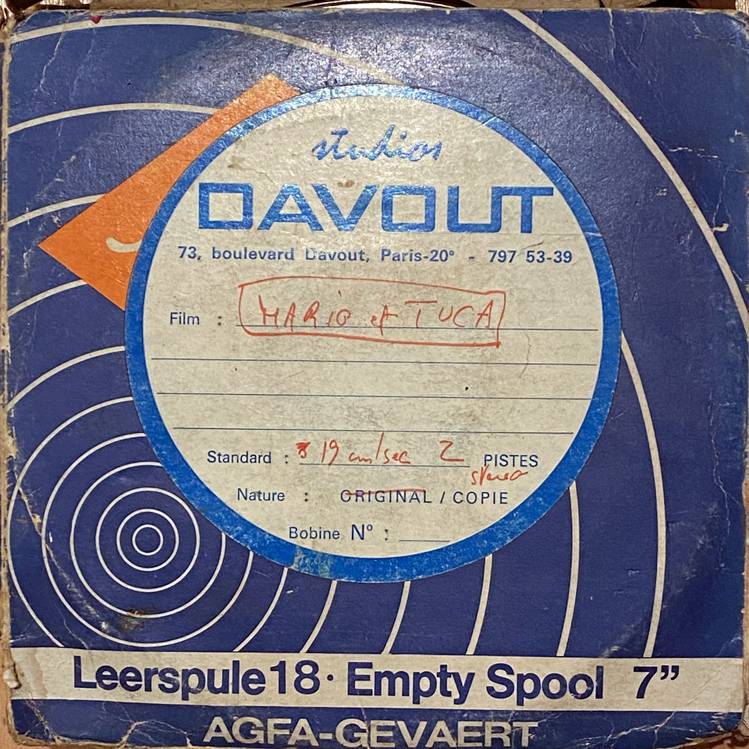 studios
DAVOUT
73, boulevard Davout, Paris-20e - 797 53-39
Film : MARIO et TUCA
Standard : 19 cm/sec 2 PISTES
stereo
Nature : ORIGINAL / COPIE
Bobine N° :
Leerspule 18 · Empty Spool 7”
AGFA-GEVAERT